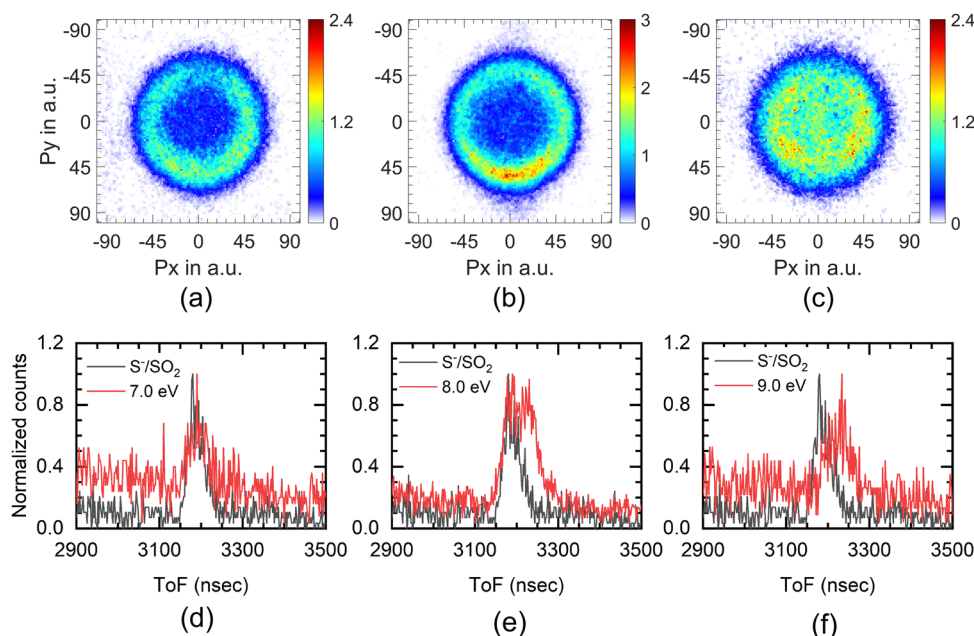 -90
-45
0
45
90
Py in a.u.
-90 -45 0 45 90
Px in a.u.
2.4
1.2
0
(a)
-90
-45
0
45
90
-90 -45 0 45 90
Px in a.u.
3
2
1
0
(b)
-90
-45
0
45
90
-90 -45 0 45 90
Px in a.u.
2.4
1.2
0
(c)
1.2
0.8
0.4
0.0
Normalized counts
S⁻/SO₂
7.0 eV
2900 3100 3300 3500
ToF (nsec)
(d)
1.2
0.8
0.4
0.0
S⁻/SO₂
8.0 eV
2900 3100 3300 3500
ToF (nsec)
(e)
1.2
0.8
0.4
0.0
S⁻/SO₂
9.0 eV
2900 3100 3300 3500
ToF (nsec)
(f)